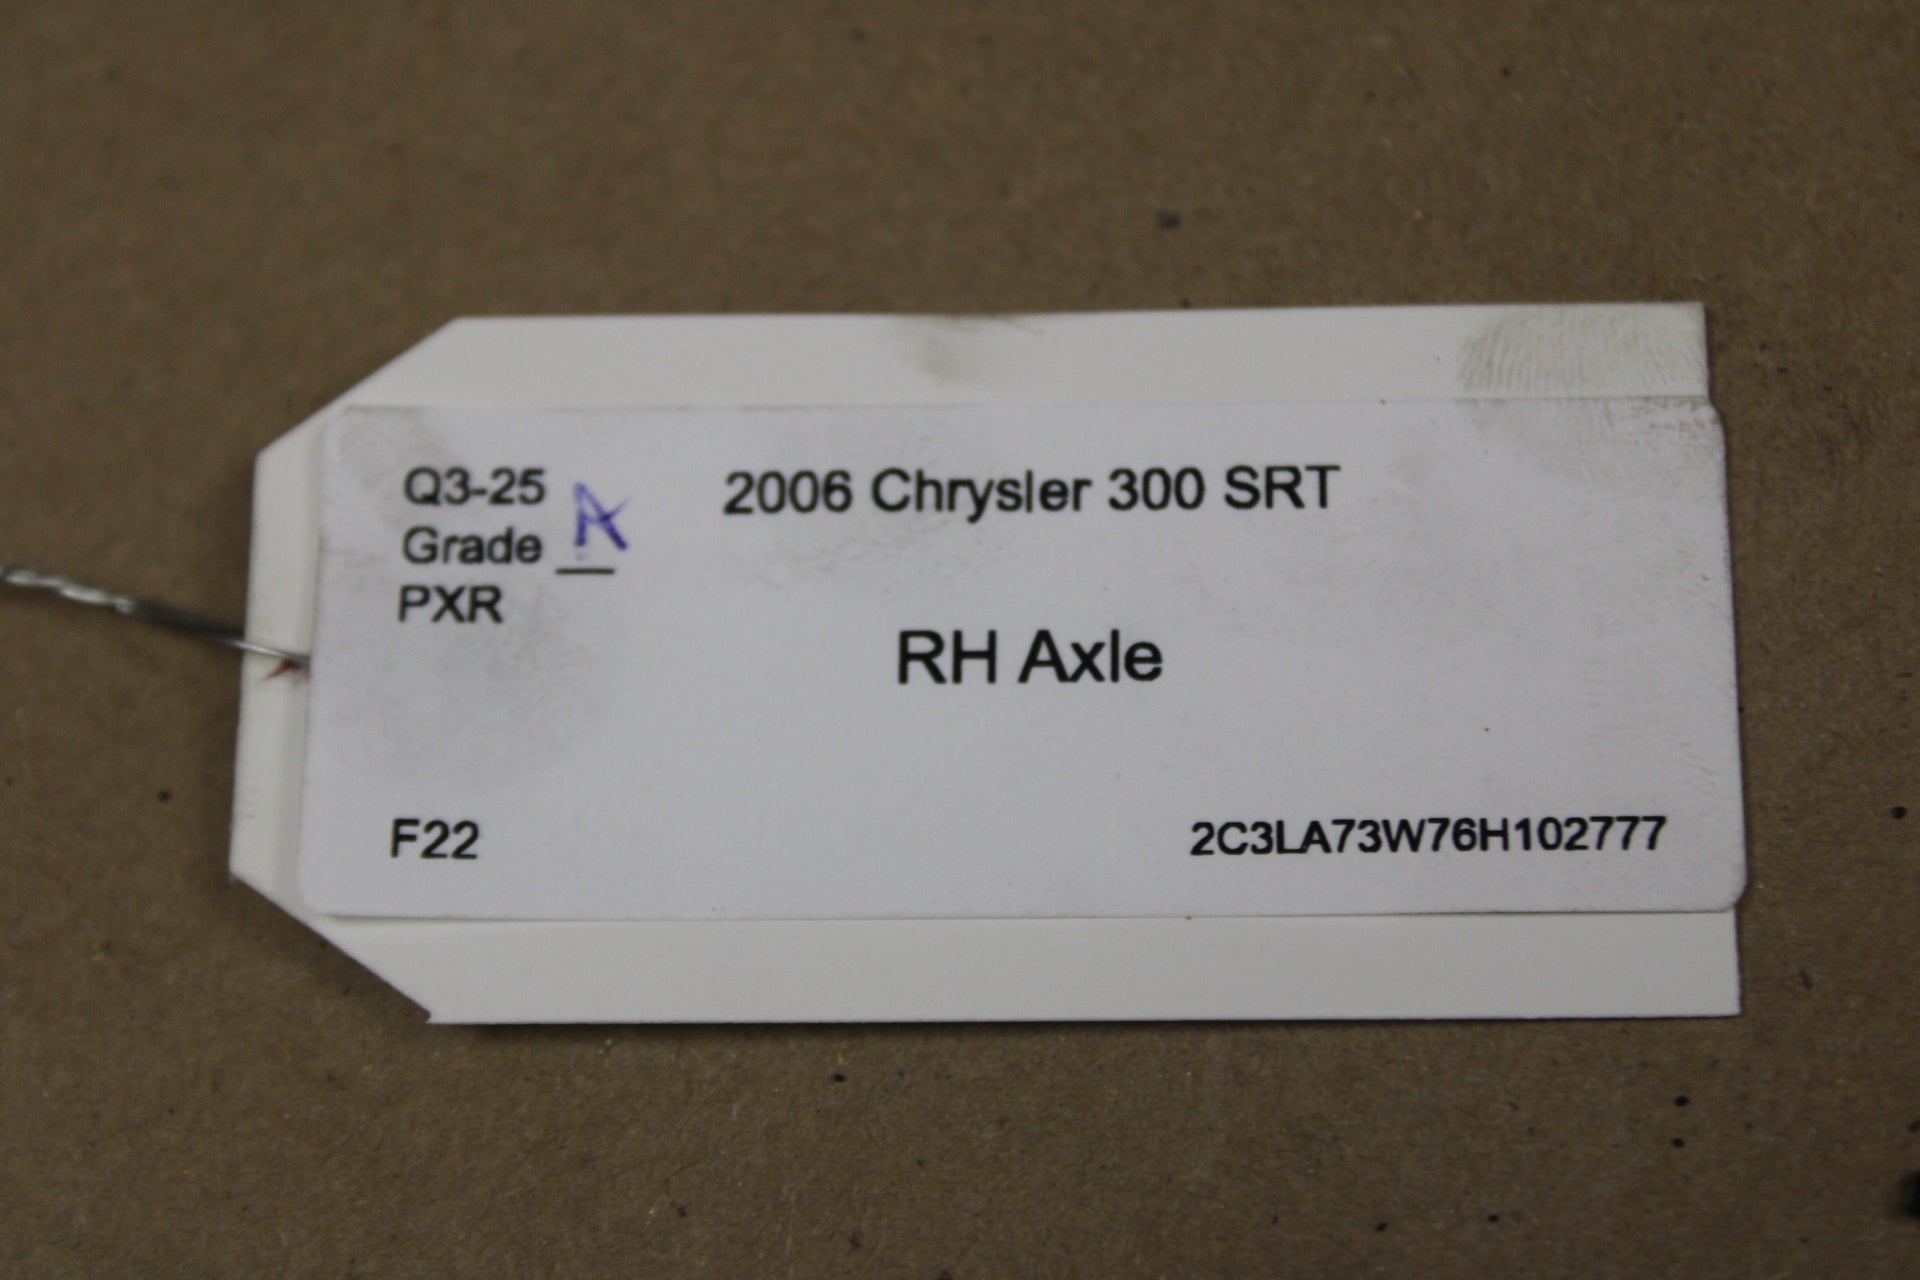 Q3-25
Grade A
PXR
2006 Chrysler 300 SRT
RH Axle
F22
2C3LA73W76H102777